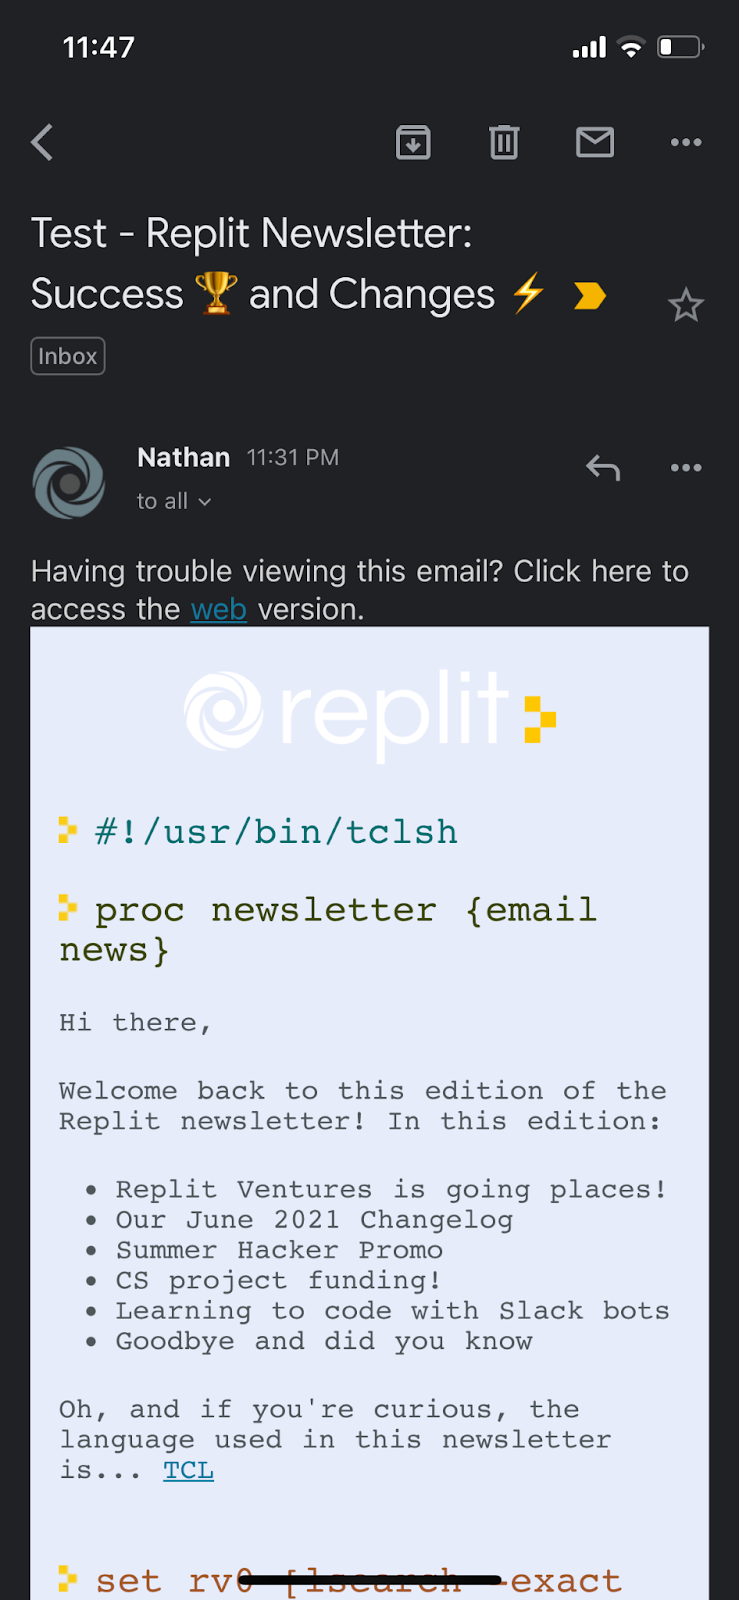 11:47
Test - Replit Newsletter:
Success 🏆 and Changes ⚡
Inbox
Nathan 11:31 PM
to all
Having trouble viewing this email? Click here to
access the web version.
replit
#!/usr/bin/tclsh
proc newsletter {email
news}
Hi there,
Welcome back to this edition of the
Replit newsletter! In this edition:
• Replit Ventures is going places!
• Our June 2021 Changelog
• Summer Hacker Promo
• CS project funding!
• Learning to code with Slack bots
• Goodbye and did you know
Oh, and if you're curious, the
language used in this newsletter
is... TCL
set rv0 [lsearch -exact